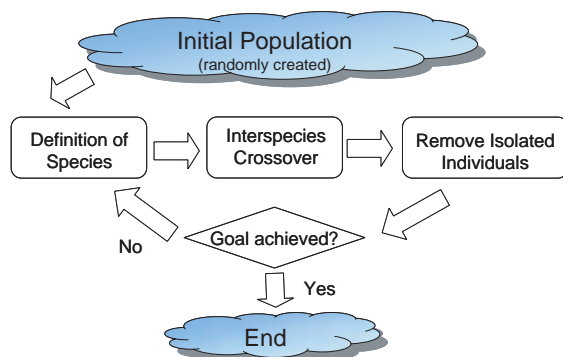 Initial Population
(randomly created)
Definition of
Species
Interspecies
Crossover
Remove Isolated
Individuals
Goal achieved?
No
Yes
End